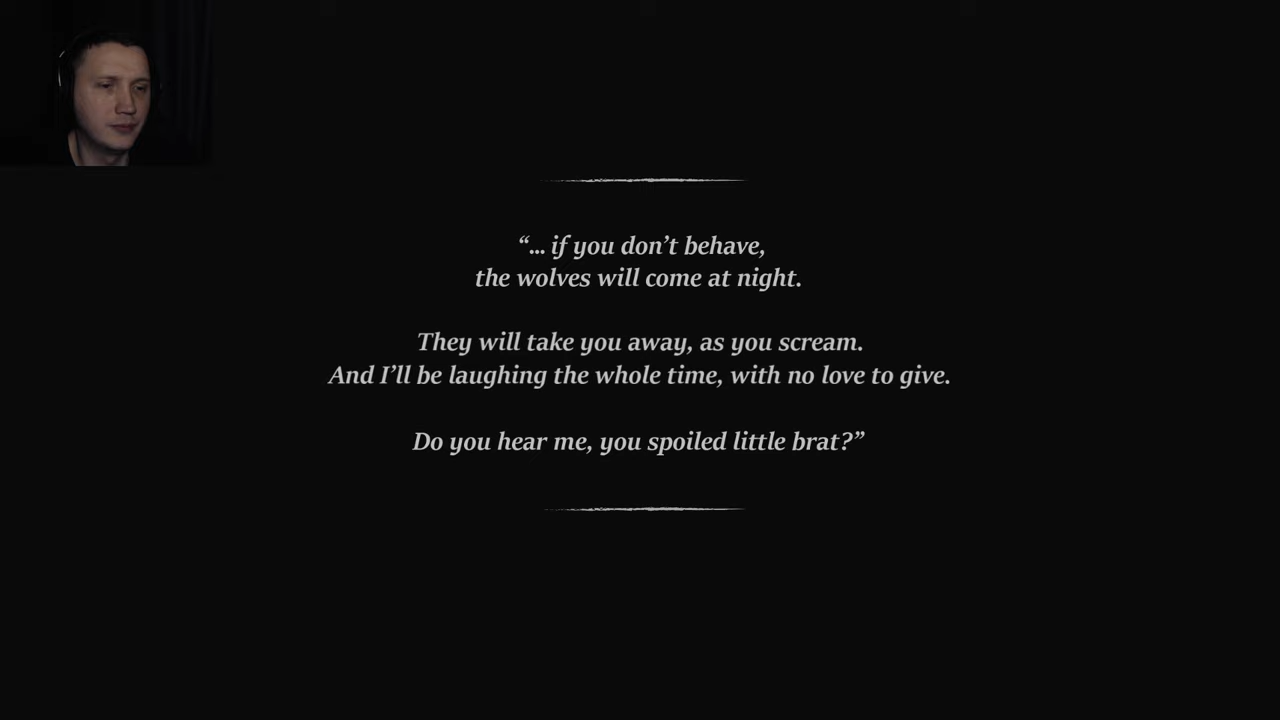 “... if you don’t behave,
the wolves will come at night.
They will take you away, as you scream.
And I’ll be laughing the whole time, with no love to give.
Do you hear me, you spoiled little brat?”